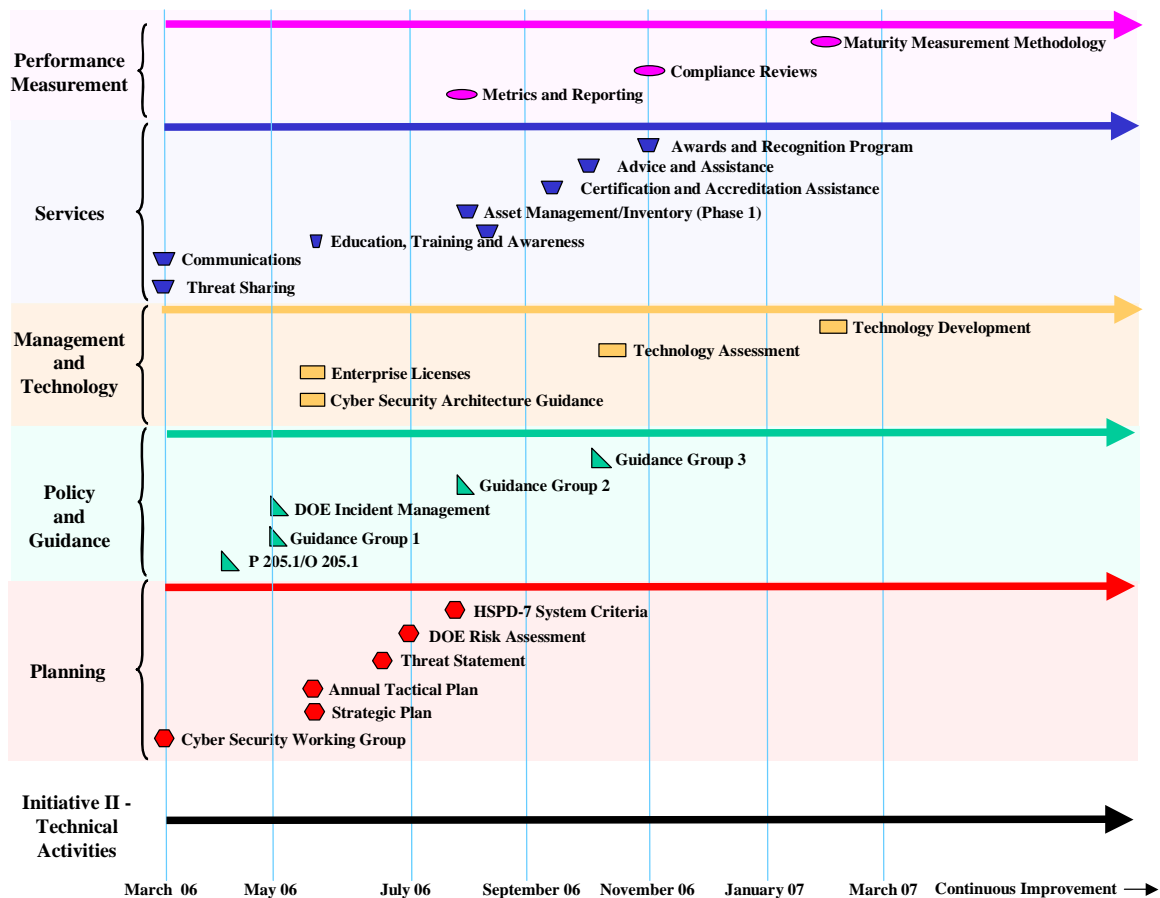 Performance
Measurement
Maturity Measurement Methodology
Compliance Reviews
Metrics and Reporting
Services
Awards and Recognition Program
Advice and Assistance
Certification and Accreditation Assistance
Asset Management/Inventory (Phase 1)
Education, Training and Awareness
Communications
Threat Sharing
Management
and
Technology
Technology Development
Technology Assessment
Enterprise Licenses
Cyber Security Architecture Guidance
Policy
and
Guidance
Guidance Group 3
Guidance Group 2
DOE Incident Management
Guidance Group 1
P 205.1/O 205.1
Planning
HSPD-7 System Criteria
DOE Risk Assessment
Threat Statement
Annual Tactical Plan
Strategic Plan
Cyber Security Working Group
Initiative II -
Technical
Activities
March 06 May 06 July 06 September 06 November 06 January 07 March 07 Continuous Improvement